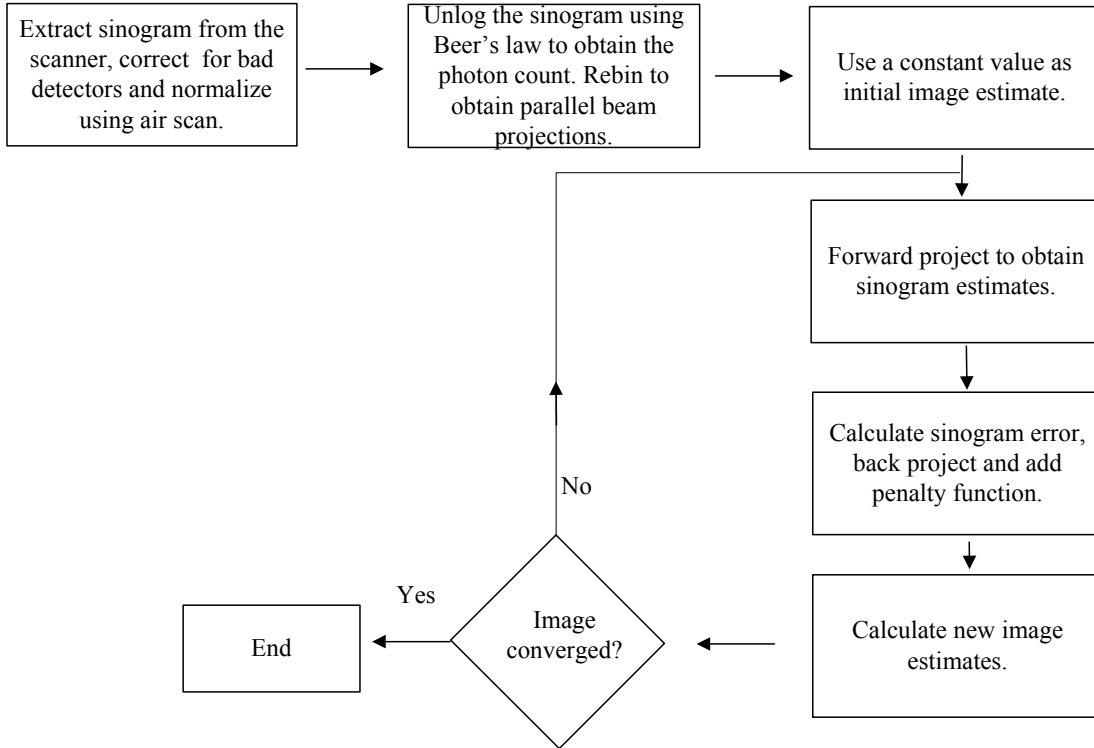 Extract sinogram from
the scanner, correct for bad
detectors and normalize
using air scan.
Unlog the sinogram using
Beer's law to obtain the
photon count. Rebin to
obtain parallel beam
projections.
Use a constant value as
initial image estimate.
Forward project to obtain
sinogram estimates.
Calculate sinogram error,
back project and add
penalty function.
Calculate new image
estimates.
Image
converged?
No
Yes
End